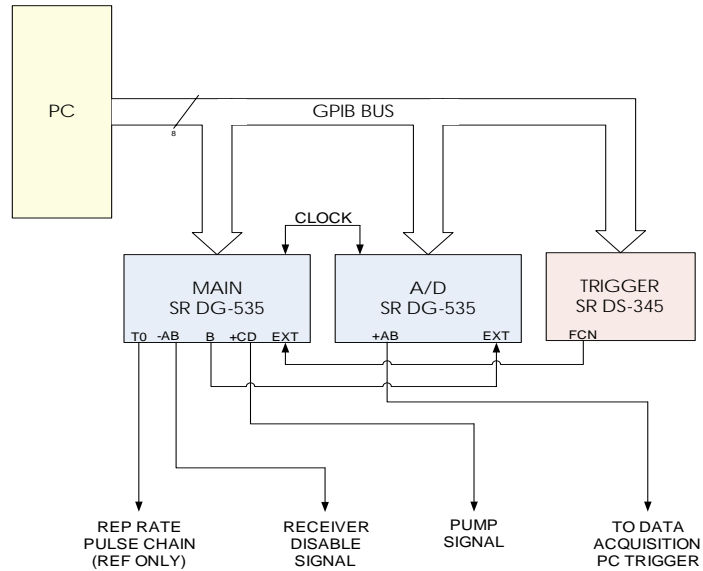 PC
GPIB BUS
8
CLOCK
MAIN
SR DG-535
T0 -AB B +CD EXT
A/D
SR DG-535
+AB EXT
TRIGGER
SR DS-345
FCN
REP RATE
PULSE CHAIN
(REF ONLY)
RECEIVER
DISABLE
SIGNAL
PUMP
SIGNAL
TO DATA
ACQUISITION
PC TRIGGER